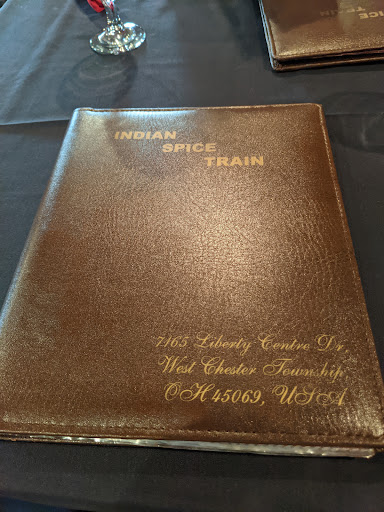 INDIAN
SPICE
TRAIN
7165 Liberty Centre Dr,
West Chester Township
OH 45069, USA